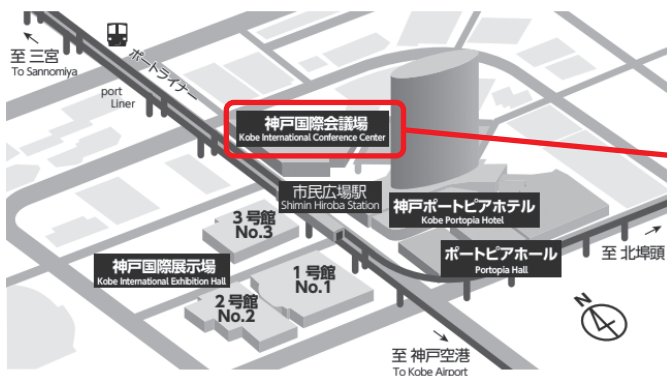 至 三宮
To Sannomiya
ポートライナー
port
Liner
神戸国際会議場
Kobe International Conference Center
市民広場駅
Shimin Hiroba Station
神戸ポートピアホテル
Kobe Portopia Hotel
3号館
No.3
ポートピアホール
Portopia Hall
至 北埠頭
神戸国際展示場
Kobe International Exhibition Hall
1号館
No.1
2号館
No.2
N
至 神戸空港
To Kobe Airport